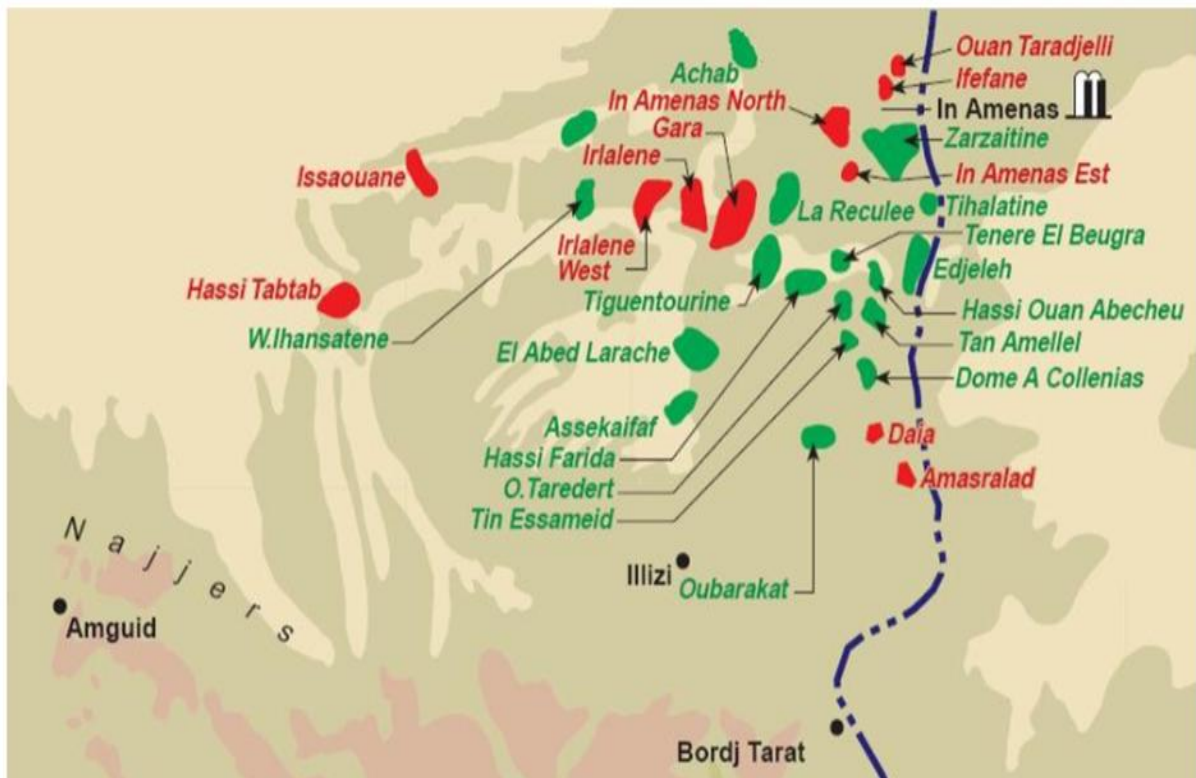 Ouan Taradjelli
Achab
Ifefane
In Amenas North
In Amenas
Gara
Zarzaitine
Irlalene
Issaouane
In Amenas Est
La Reculee
Tihalatine
Tenere El Beugra
Irlalene
West
Edjeleh
Hassi Tabtab
Tiguentourine
Hassi Ouan Abecheu
W.Ihansatene
El Abed Larache
Tan Amellel
Dome A Collenias
Assekaifaf
Daia
Hassi Farida
Amasralad
O.Taredert
Tin Essameid
Najjers
Illizi
Oubarakat
Amguid
Bordj Tarat